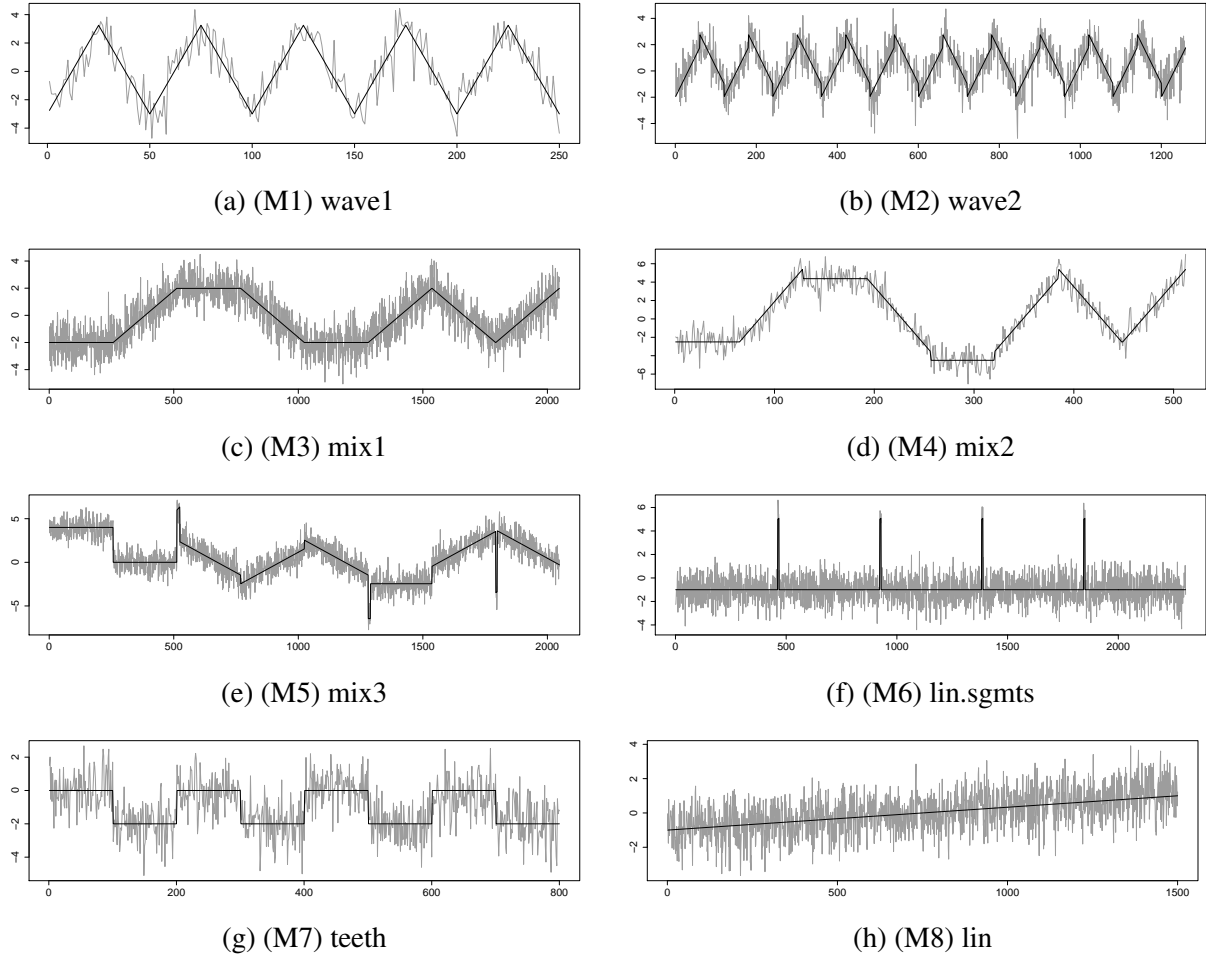 4
2
0
-2
-4
0 50 100 150 200 250
(a) (M1) wave1
4
2
0
-2
-4
0 200 400 600 800 1000 1200
(b) (M2) wave2
4
2
0
-2
-4
0 500 1000 1500 2000
(c) (M3) mix1
6
4
2
0
-2
-6
0 100 200 300 400 500
(d) (M4) mix2
5
0
-5
0 500 1000 1500 2000
(e) (M5) mix3
6
4
2
0
-2
-4
0 500 1000 1500 2000
(f) (M6) lin.sgmts
2
0
-2
-4
0 200 400 600 800
(g) (M7) teeth
4
2
0
-2
0 500 1000 1500
(h) (M8) lin